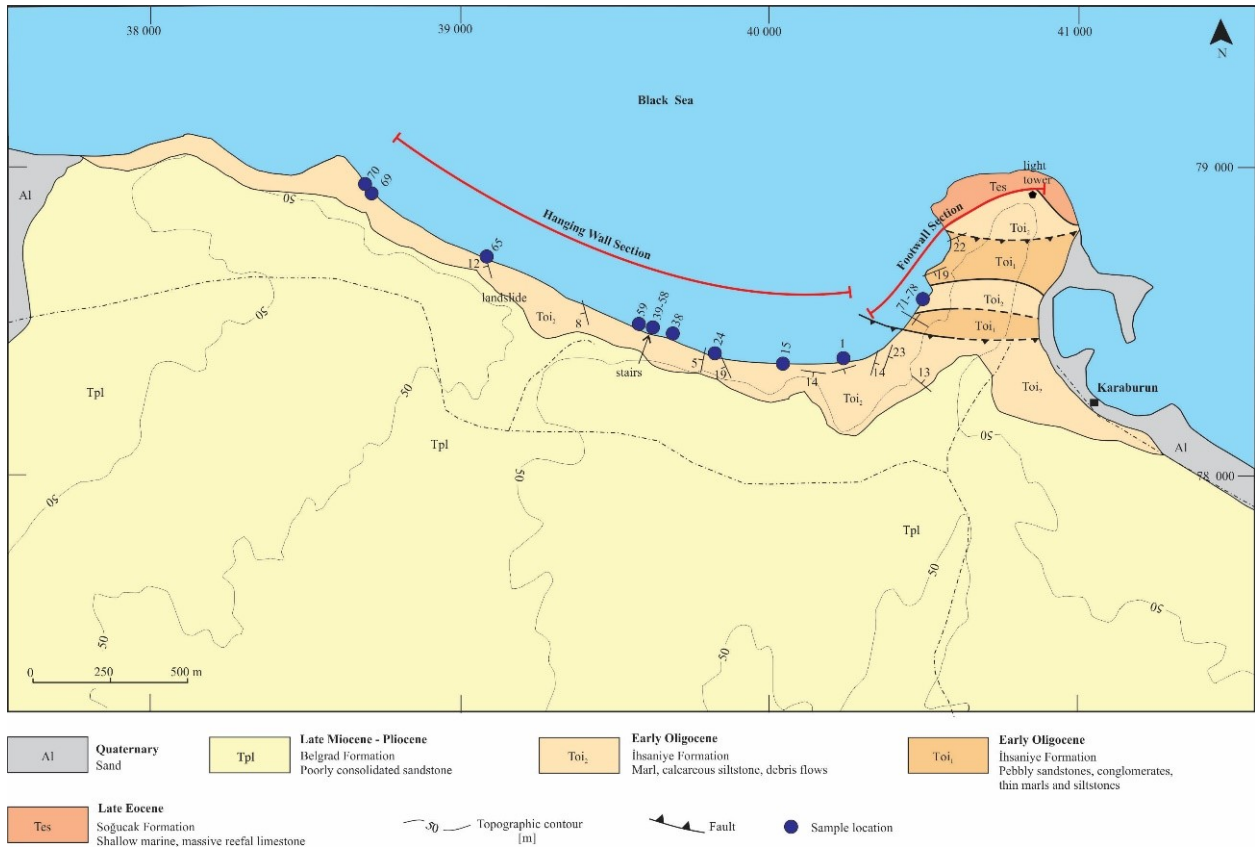 38 000
39 000
40 000
41 000
N
Black Sea
79 000
light
tower
Tes
Al
70
69
50
Hanging Wall Section
Footwall Section
Toi₂
22
Toi₁
19
71-78
Toi₂
Toi₁
65
12
landslide
50
Toi₂
8
59
39-58
38
24
15
1
stairs
5
19
14
14
23
13
Toi₂
Toi₂
Karaburun
Al
78 000
Tpl
50
Tpl
50
50
50
Tpl
50
50
50
50
0
250
500 m
Al
Quaternary
Sand
Tpl
Late Miocene - Pliocene
Belgrad Formation
Poorly consolidated sandstone
Toi₂
Early Oligocene
İhsaniye Formation
Marl, calcareous siltstone, debris flows
Toi₁
Early Oligocene
İhsaniye Formation
Pebbly sandstones, conglomerates,
thin marls and siltstones
Tes
Late Eocene
Soğucak Formation
Shallow marine, massive reefal limestone
50
Topographic contour
[m]
Fault
Sample location